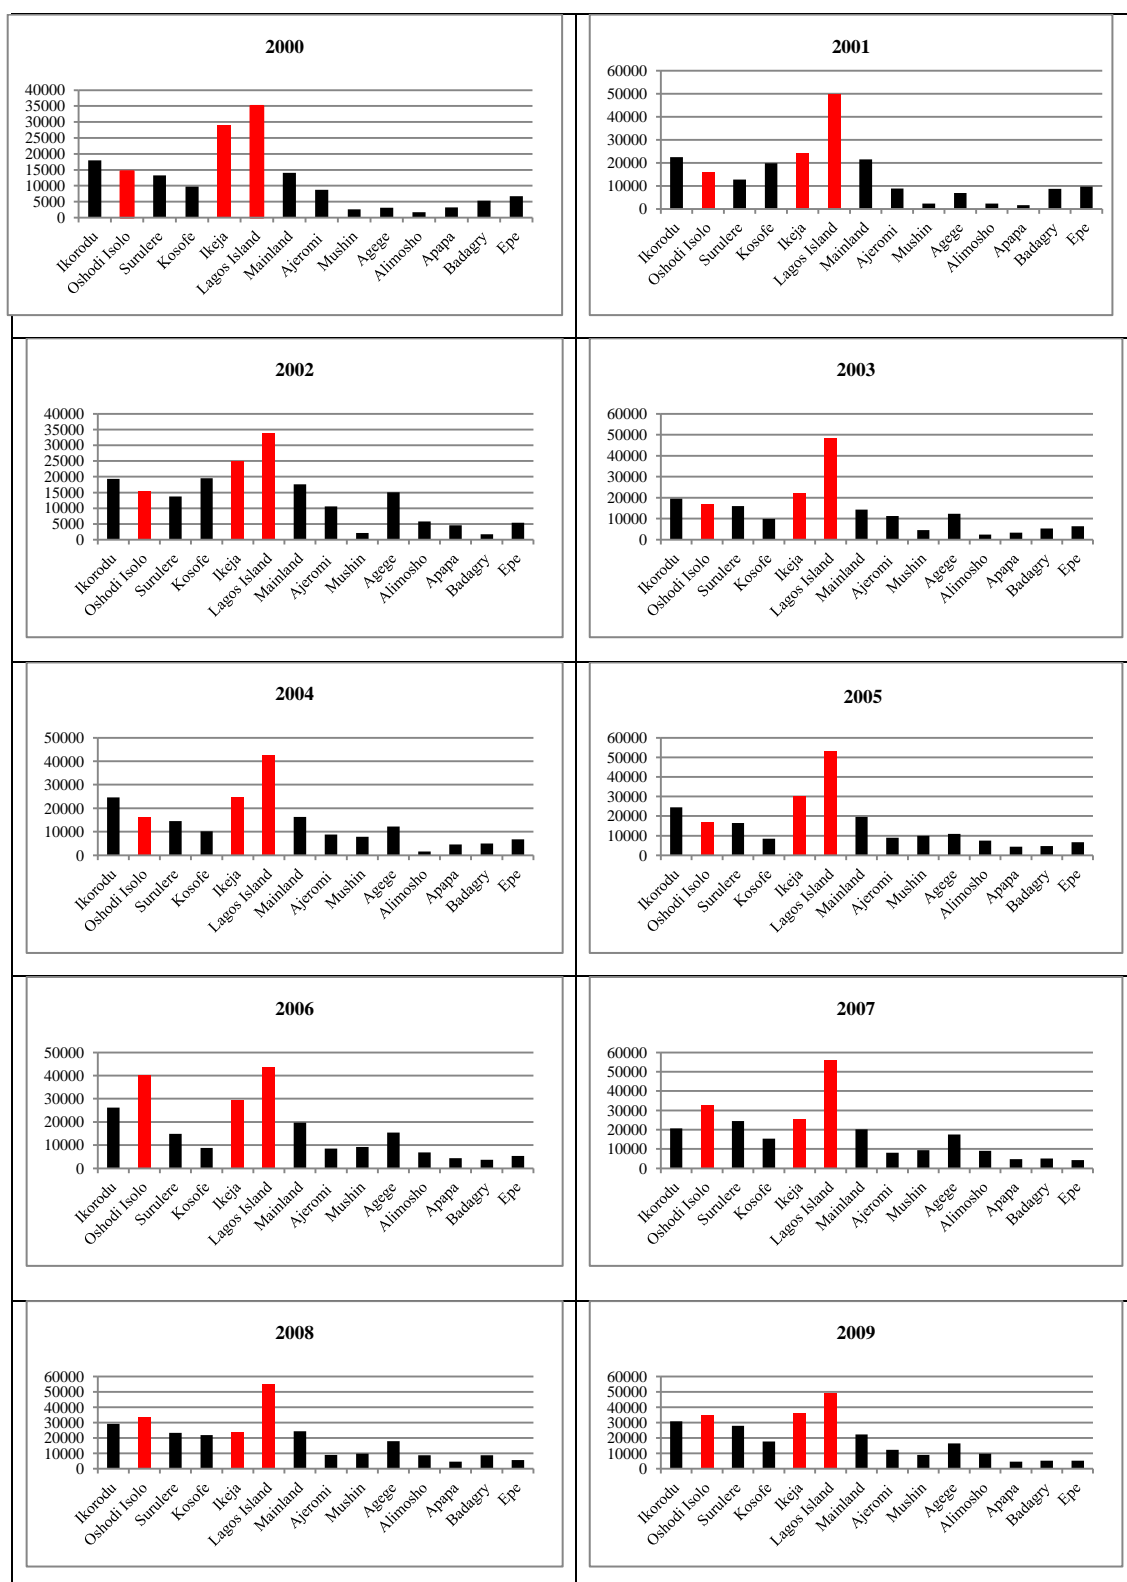 2000
40000
35000
30000
25000
20000
15000
10000
5000
0
Ikorodu
Oshodi Isolo
Surulere
Kosofe
Ikeja
Lagos Island
Mainland
Ajeromi
Mushin
Agege
Alimosho
Apapa
Badagry
Epe
2001
60000
50000
40000
30000
20000
10000
0
Ikorodu
Oshodi Isolo
Surulere
Kosofe
Ikeja
Lagos Island
Mainland
Ajeromi
Mushin
Agege
Alimosho
Apapa
Badagry
Epe
2002
40000
35000
30000
25000
20000
15000
10000
5000
0
Ikorodu
Oshodi Isolo
Surulere
Kosofe
Ikeja
Lagos Island
Mainland
Ajeromi
Mushin
Agege
Alimosho
Apapa
Badagry
Epe
2003
60000
50000
40000
30000
20000
10000
0
Ikorodu
Oshodi Isolo
Surulere
Kosofe
Ikeja
Lagos Island
Mainland
Ajeromi
Mushin
Agege
Alimosho
Apapa
Badagry
Epe
2004
50000
40000
30000
20000
10000
0
Ikorodu
Oshodi Isolo
Surulere
Kosofe
Ikeja
Lagos Island
Mainland
Ajeromi
Mushin
Agege
Alimosho
Apapa
Badagry
Epe
2005
60000
50000
40000
30000
20000
10000
0
Ikorodu
Oshodi Isolo
Surulere
Kosofe
Ikeja
Lagos Island
Mainland
Ajeromi
Mushin
Agege
Alimosho
Apapa
Badagry
Epe
2006
50000
40000
30000
20000
10000
0
Ikorodu
Oshodi Isolo
Surulere
Kosofe
Ikeja
Lagos Island
Mainland
Ajeromi
Mushin
Agege
Alimosho
Apapa
Badagry
Epe
2007
60000
50000
40000
30000
20000
10000
0
Ikorodu
Oshodi Isolo
Surulere
Kosofe
Ikeja
Lagos Island
Mainland
Ajeromi
Mushin
Agege
Alimosho
Apapa
Badagry
Epe
2008
60000
50000
40000
30000
20000
10000
0
Ikorodu
Oshodi Isolo
Surulere
Kosofe
Ikeja
Lagos Island
Mainland
Ajeromi
Mushin
Agege
Alimosho
Apapa
Badagry
Epe
2009
60000
50000
40000
30000
20000
10000
0
Ikorodu
Oshodi Isolo
Surulere
Kosofe
Ikeja
Lagos Island
Mainland
Ajeromi
Mushin
Agege
Alimosho
Apapa
Badagry
Epe